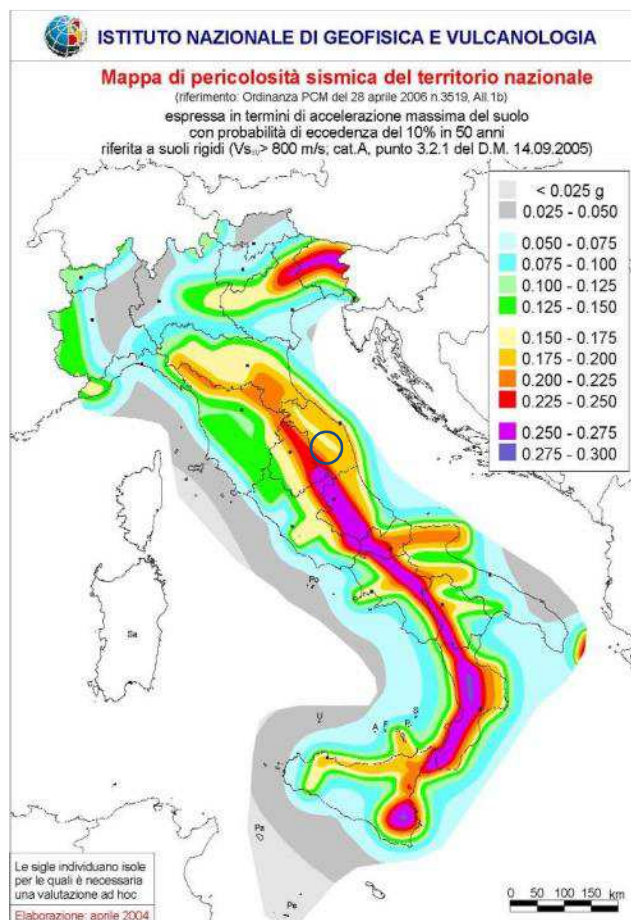 ISTITUTO NAZIONALE DI GEOFISICA E VULCANOLOGIA
Mappa di pericolosità sismica del territorio nazionale
(riferimento: Ordinanza PCM del 28 aprile 2006 n.3519, All.1b)
espressa in termini di accelerazione massima del suolo
con probabilità di eccedenza del 10% in 50 anni
riferita a suoli rigidi (Vs₃₀> 800 m/s; cat.A, punto 3.2.1 del D.M. 14.09.2005)
< 0.025 g
0.025 - 0.050
0.050 - 0.075
0.075 - 0.100
0.100 - 0.125
0.125 - 0.150
0.150 - 0.175
0.175 - 0.200
0.200 - 0.225
0.225 - 0.250
0.250 - 0.275
0.275 - 0.300
Po
Sa
U
A
F
P
S
Pa
Pe
Le sigle individuano isole
per le quali è necessaria
una valutazione ad hoc
Elaborazione: aprile 2004
0 50 100 150
km